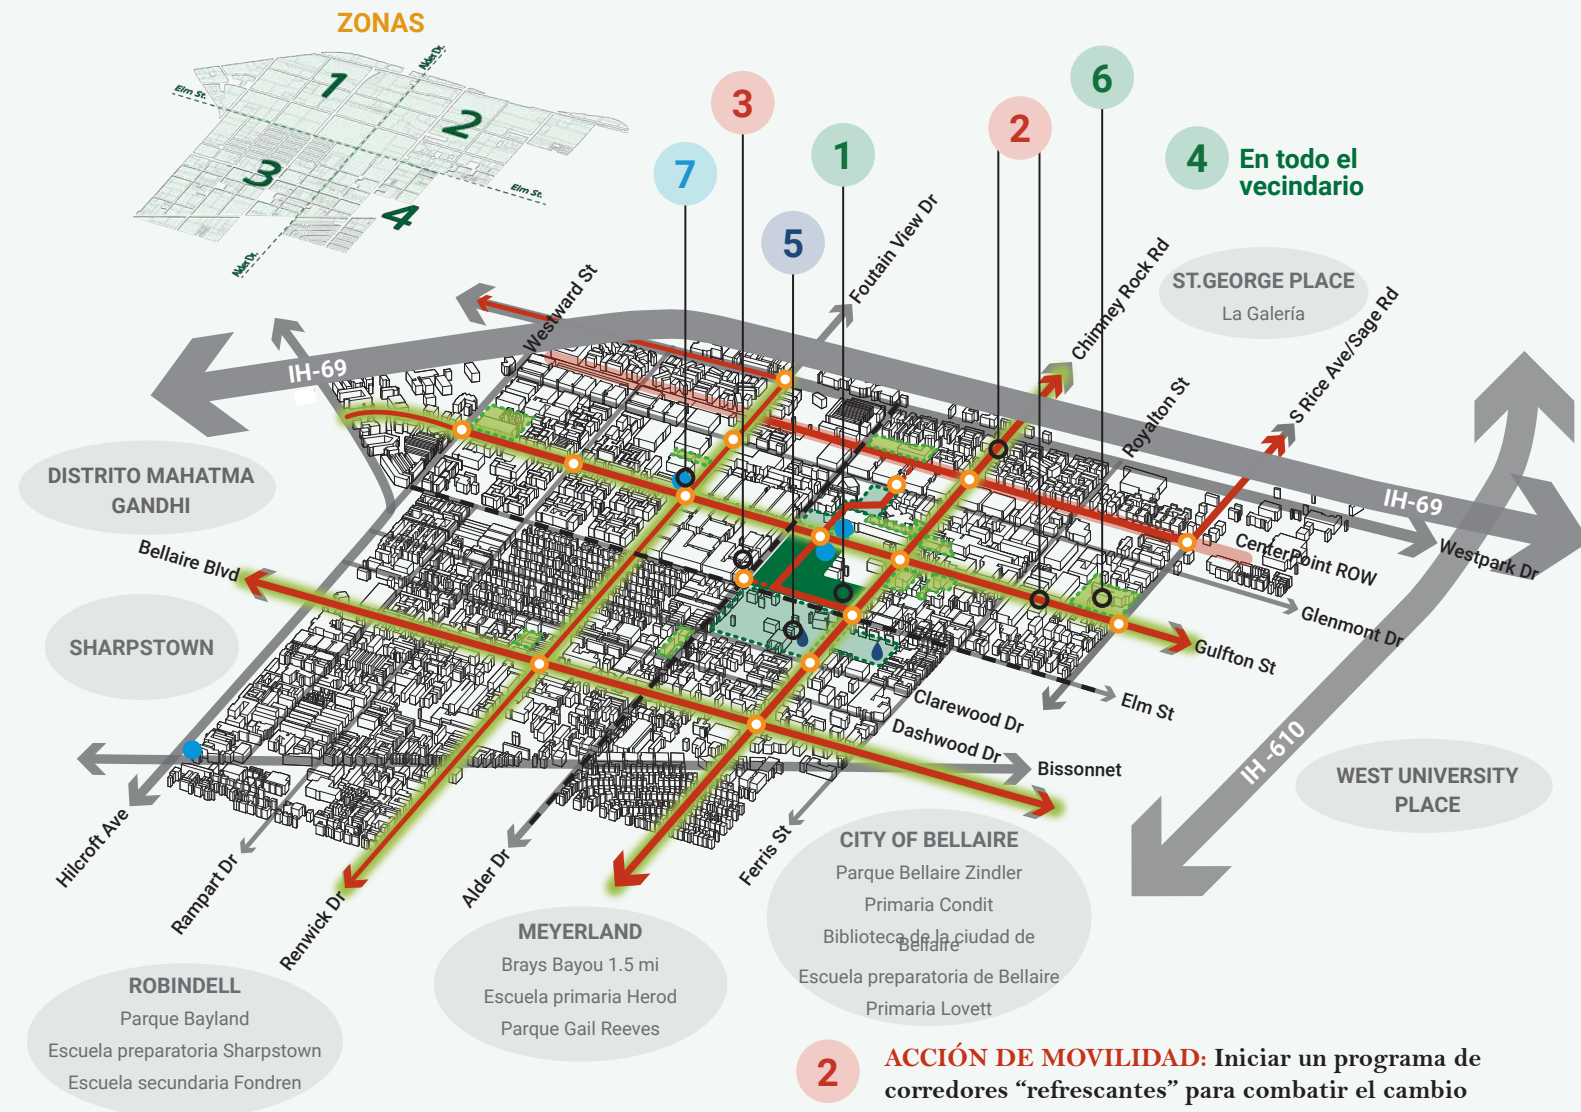 ZONAS
Alder Dr.
1
Elm St.
2
3
Elm St.
4
Alder Dr.
3
6
2
1
4 En todo el
vecindario
7
5
Foutain View Dr
Chimney Rock Rd
ST.GEORGE PLACE
La Galería
S Rice Ave/Sage Rd
Westward St
Royalton St
IH-69
DISTRITO MAHATMA
GANDHI
IH-69
Westpark Dr
CenterPoint ROW
Bellaire Blvd
Glenmont Dr
SHARPSTOWN
Gulfton St
Elm St
Clarewood Dr
Dashwood Dr
Bissonnet
IH -610
WEST UNIVERSITY
PLACE
Hilcroft Ave
Rampart Dr
Renwick Dr
Alder Dr
Ferris St
CITY OF BELLAIRE
Parque Bellaire Zindler
Primaria Condit
Biblioteca de la ciudad de
Bellaire
Escuela preparatoria de Bellaire
Primaria Lovett
MEYERLAND
Brays Bayou 1.5 mi
Escuela primaria Herod
Parque Gail Reeves
ROBINDELL
Parque Bayland
Escuela preparatoria Sharpstown
Escuela secundaria Fondren
2 ACCIÓN DE MOVILIDAD: Iniciar un programa de
corredores “refrescantes” para combatir el cambio